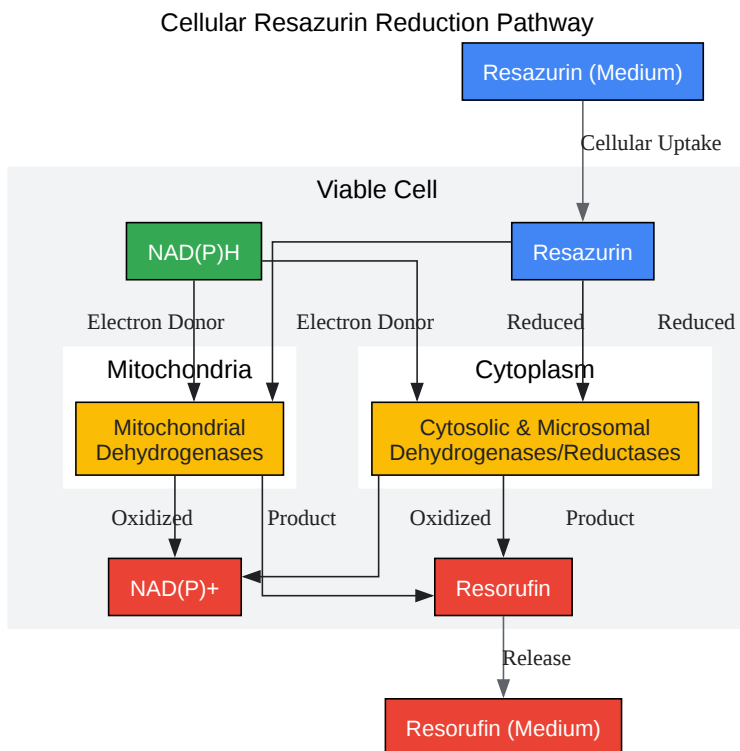 Cellular Resazurin Reduction Pathway
Resazurin (Medium)
Cellular Uptake
Viable Cell
NAD(P)H
Resazurin
Electron Donor
Electron Donor
Reduced
Reduced
Mitochondria
Cytoplasm
Mitochondrial
Dehydrogenases
Cytosolic & Microsomal
Dehydrogenases/Reductases
Oxidized
Product
Oxidized
Product
NAD(P)+
Resorufin
Release
Resorufin (Medium)